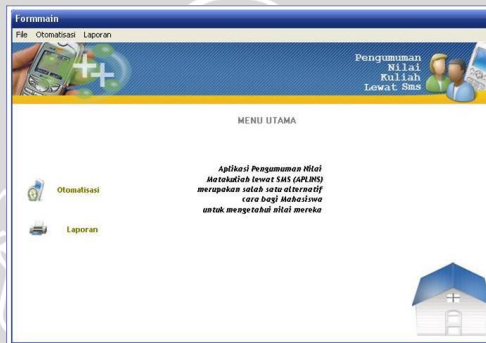 Formmain
File Otomatisasi Laporan
Pengumuman
Nilai
Kuliah
Lewat Sms
MENU UTAMA
Aplikasi Pengumuman Nilai
Matakuliah lewat SMS (APLINS)
merupakan salah satu alternatif
cara bagi Mahasiswa
untuk mengetahui nilai mereka
Otomatisasi
Laporan